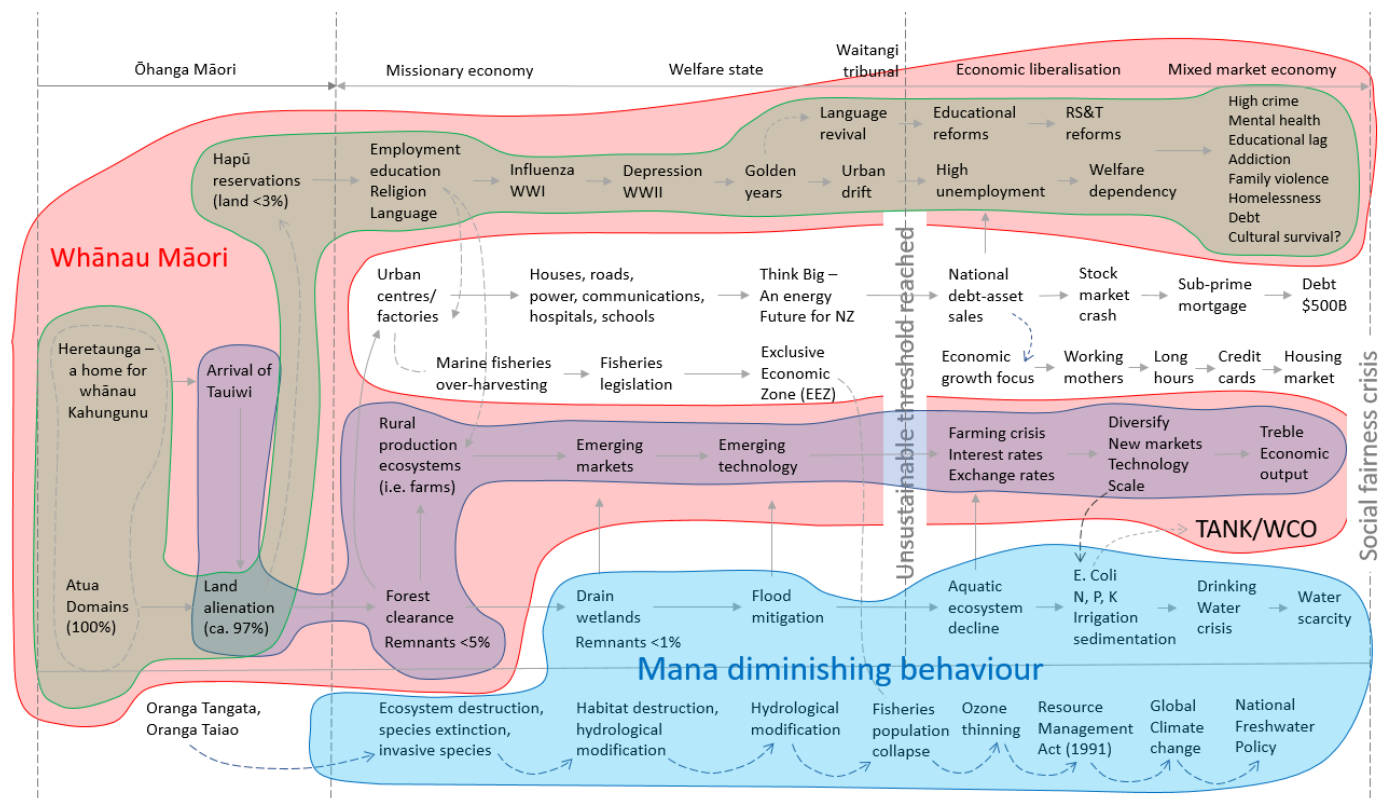 Ōhanga Māori
Missionary economy
Welfare state
Waitangi
tribunal
Economic liberalisation
Mixed market economy
Hapū
reservations
(land <3%)
Employment
education
Religion
Language
Influenza
WWI
Depression
WWII
Golden
years
Language
revival
Urban
drift
Educational
reforms
High
unemployment
RS&T
reforms
Welfare
dependency
High crime
Mental health
Educational lag
Addiction
Family violence
Homelessness
Debt
Cultural survival?
Whānau Māori
Urban
centres/
factories
Houses, roads,
power, communications,
hospitals, schools
Think Big –
An energy
Future for NZ
National
debt-asset
sales
Stock
market
crash
Sub-prime
mortgage
Debt
$500B
Marine fisheries
over-harvesting
Fisheries
legislation
Exclusive
Economic
Zone (EEZ)
Economic
growth focus
Working
mothers
Long
hours
Credit
cards
Housing
market
Heretaunga –
a home for
whānau
Kahungunu
Arrival of
Tauiwi
Rural
production
ecosystems
(i.e. farms)
Emerging
markets
Emerging
technology
Unsustainable threshold reached
Farming crisis
Interest rates
Exchange rates
Diversify
New markets
Technology
Scale
Treble
Economic
output
Social fairness crisis
TANK/WCO
Atua
Domains
(100%)
Land
alienation
(ca. 97%)
Forest
clearance
Remnants <5%
Drain
wetlands
Remnants <1%
Flood
mitigation
Aquatic
ecosystem
decline
E. Coli
N, P, K
Irrigation
sedimentation
Drinking
Water
crisis
Water
scarcity
Mana diminishing behaviour
Oranga Tangata,
Oranga Taiao
Ecosystem destruction,
species extinction,
invasive species
Habitat destruction,
hydrological
modification
Hydrological
modification
Fisheries
population
collapse
Ozone
thinning
Resource
Management
Act (1991)
Global
Climate
change
National
Freshwater
Policy